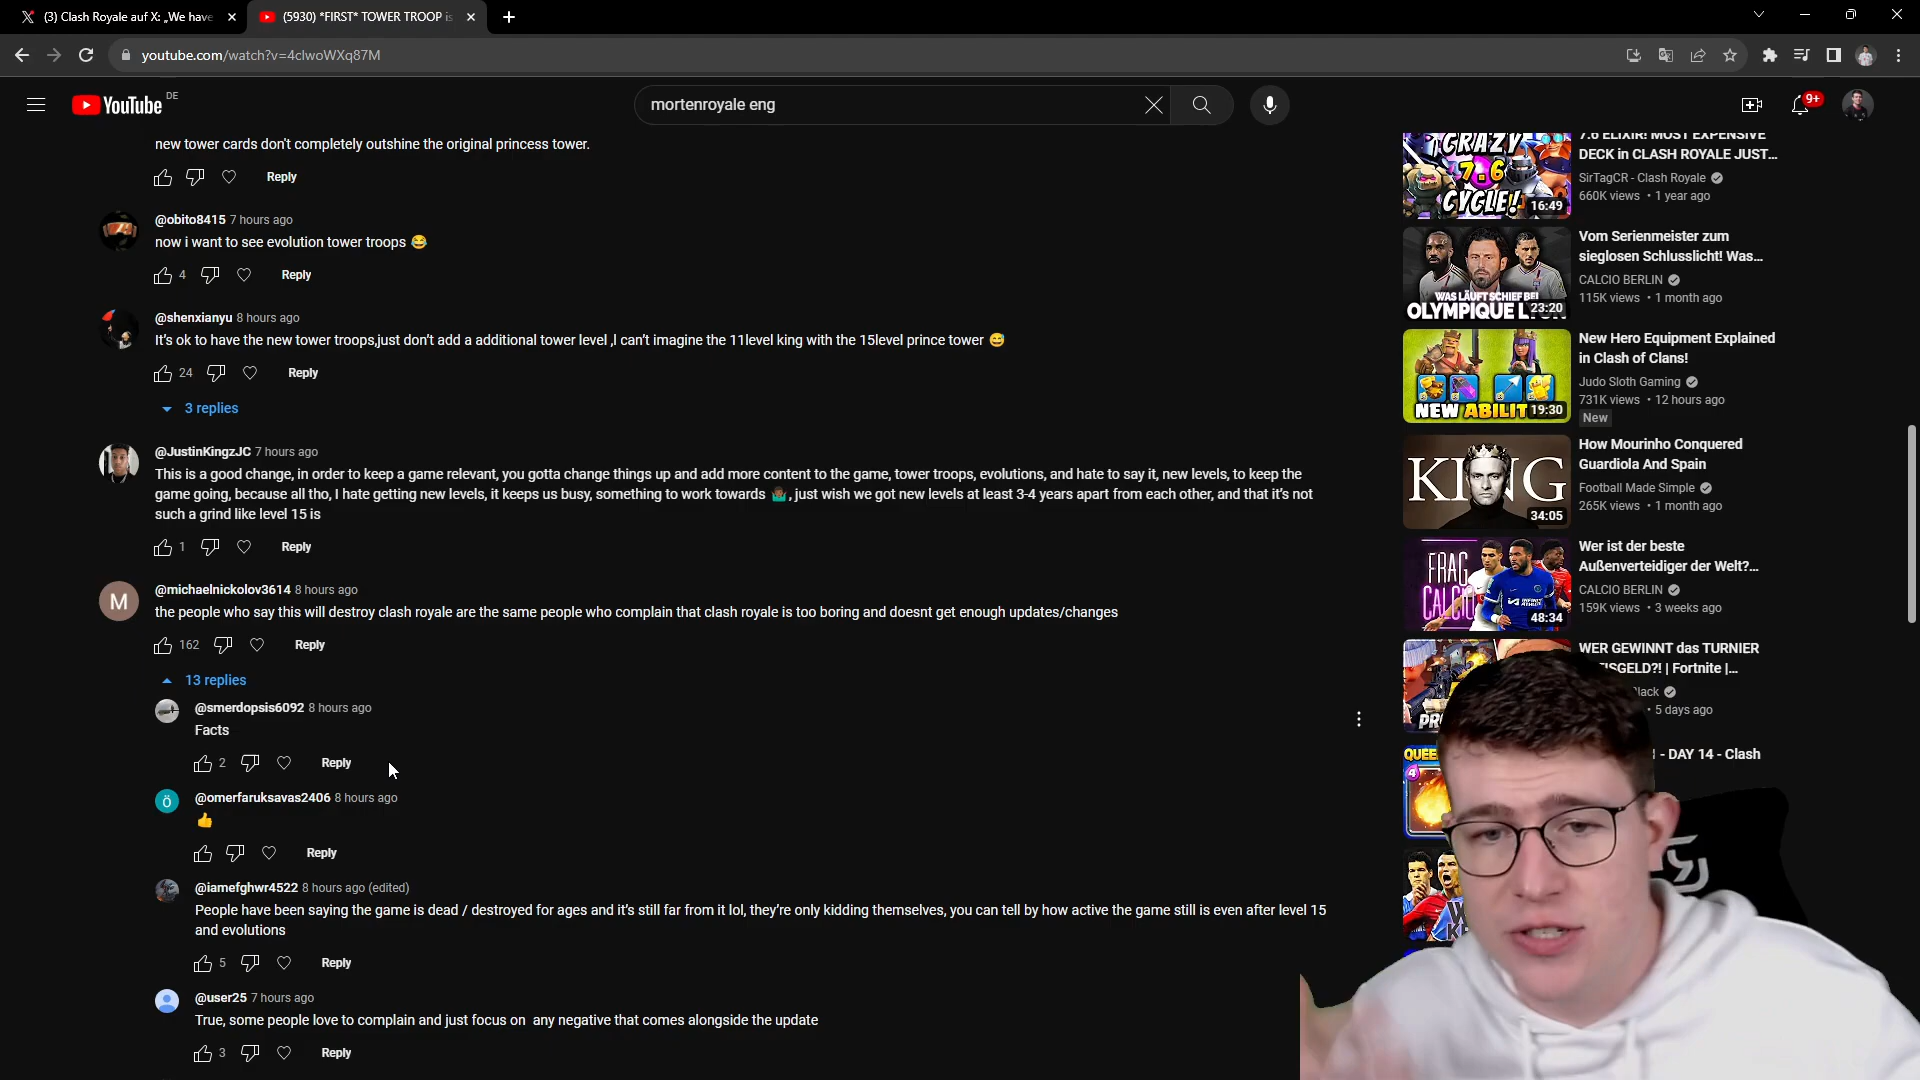 (3) Clash Royale auf X: „We have
(5930) *FIRST* TOWER TROOP is
youtube.com/watch?v=4clwoWXq87M
YouTube DE
mortenroyale eng
9+
new tower cards don't completely outshine the original princess tower.
Reply
@obito8415 7 hours ago
now i want to see evolution tower troops 😂
4 Reply
@shenxianyu 8 hours ago
It's ok to have the new tower troops,just don't add a additional tower level ,I can't imagine the 11level king with the 15level prince tower 😅
24 Reply
3 replies
@JustinKingzJC 7 hours ago
This is a good change, in order to keep a game relevant, you gotta change things up and add more content to the game, tower troops, evolutions, and hate to say it, new levels, to keep the
game going, because all tho, I hate getting new levels, it keeps us busy, something to work towards 🤷🏾‍♂️, just wish we got new levels at least 3-4 years apart from each other, and that it's not
such a grind like level 15 is
1 Reply
M
@michaelnickolov3614 8 hours ago
the people who say this will destroy clash royale are the same people who complain that clash royale is too boring and doesnt get enough updates/changes
162 Reply
13 replies
@smerdopsis6092 8 hours ago
Facts
2 Reply
Ö
@omerfaruksavas2406 8 hours ago
👍
Reply
@iamefghwr4522 8 hours ago (edited)
People have been saying the game is dead / destroyed for ages and it's still far from it lol, they're only kidding themselves, you can tell by how active the game still is even after level 15
and evolutions
5 Reply
@user25 7 hours ago
True, some people love to complain and just focus on any negative that comes alongside the update
3 Reply
CRAZY
7.6
CYCLE!
16:49
7.6 ELIXIR! MOST EXPENSIVE
DECK in CLASH ROYALE JUST...
SirTagCR - Clash Royale
660K views • 1 year ago
WAS LÄUFT SCHIEF BEI
OLYMPIQUE LYON
23:20
Vom Serienmeister zum
sieglosen Schlusslicht! Was...
CALCIO BERLIN
115K views • 1 month ago
NEW ABILIT
19:30
New Hero Equipment Explained
in Clash of Clans!
Judo Sloth Gaming
731K views • 12 hours ago
New
KING
34:05
How Mourinho Conquered
Guardiola And Spain
Football Made Simple
265K views • 1 month ago
FRAG
CALCIO
48:34
Wer ist der beste
Außenverteidiger der Welt?...
CALCIO BERLIN
159K views • 3 weeks ago
WER GEWINNT das TURNIER
ISGELD?! | Fortnite |...
lack
• 5 days ago
QUEE
4
- DAY 14 - Clash